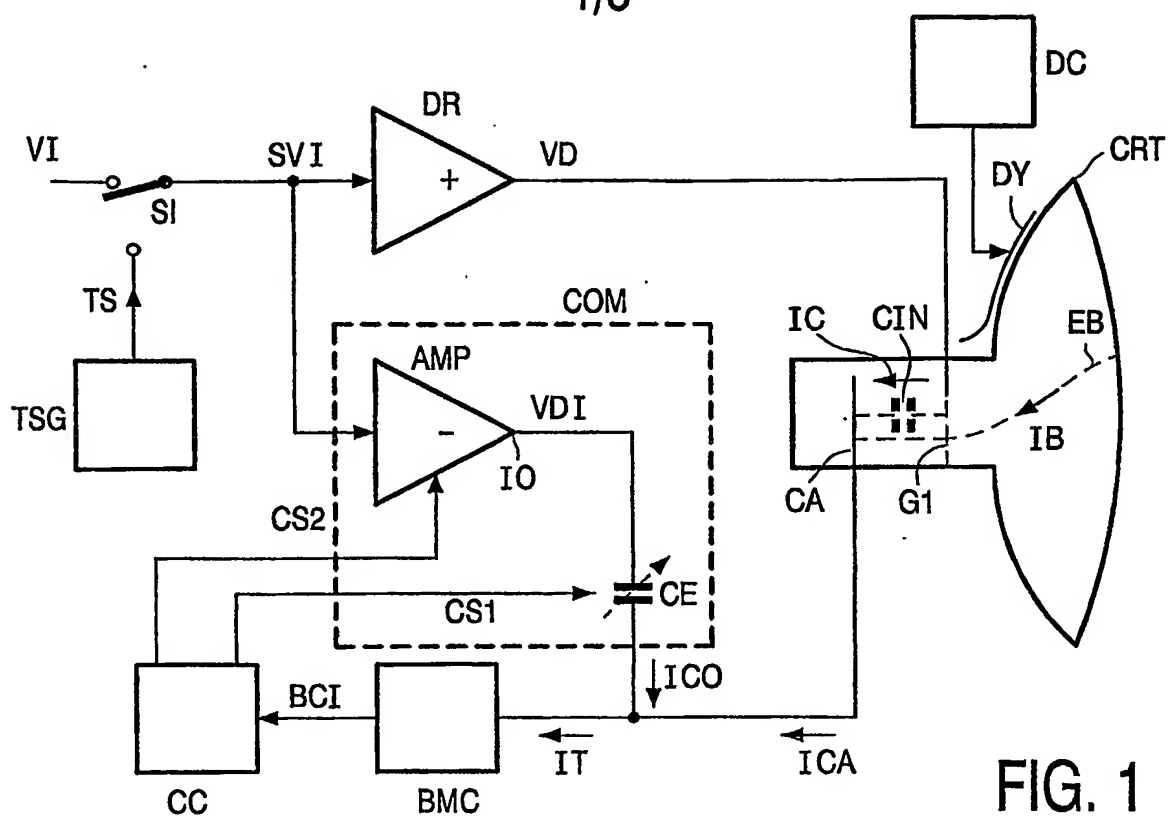 1/6
DC
DR
VI
SVI
VD
CRT
+
SI
DY
TS
COM
IC
CIN
EB
AMP
TSG
VDI
-
IB
IO
CA
G1
CS2
CE
CS1
ICO
BCI
IT
ICA
CC
BMC
FIG. 1